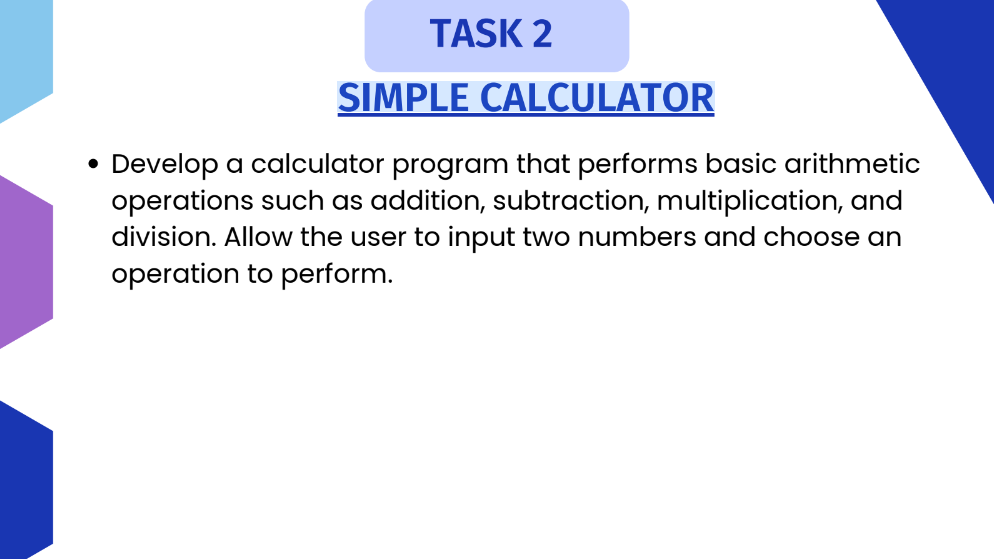 TASK 2
SIMPLE CALCULATOR
• Develop a calculator program that performs basic arithmetic
operations such as addition, subtraction, multiplication, and
division. Allow the user to input two numbers and choose an
operation to perform.